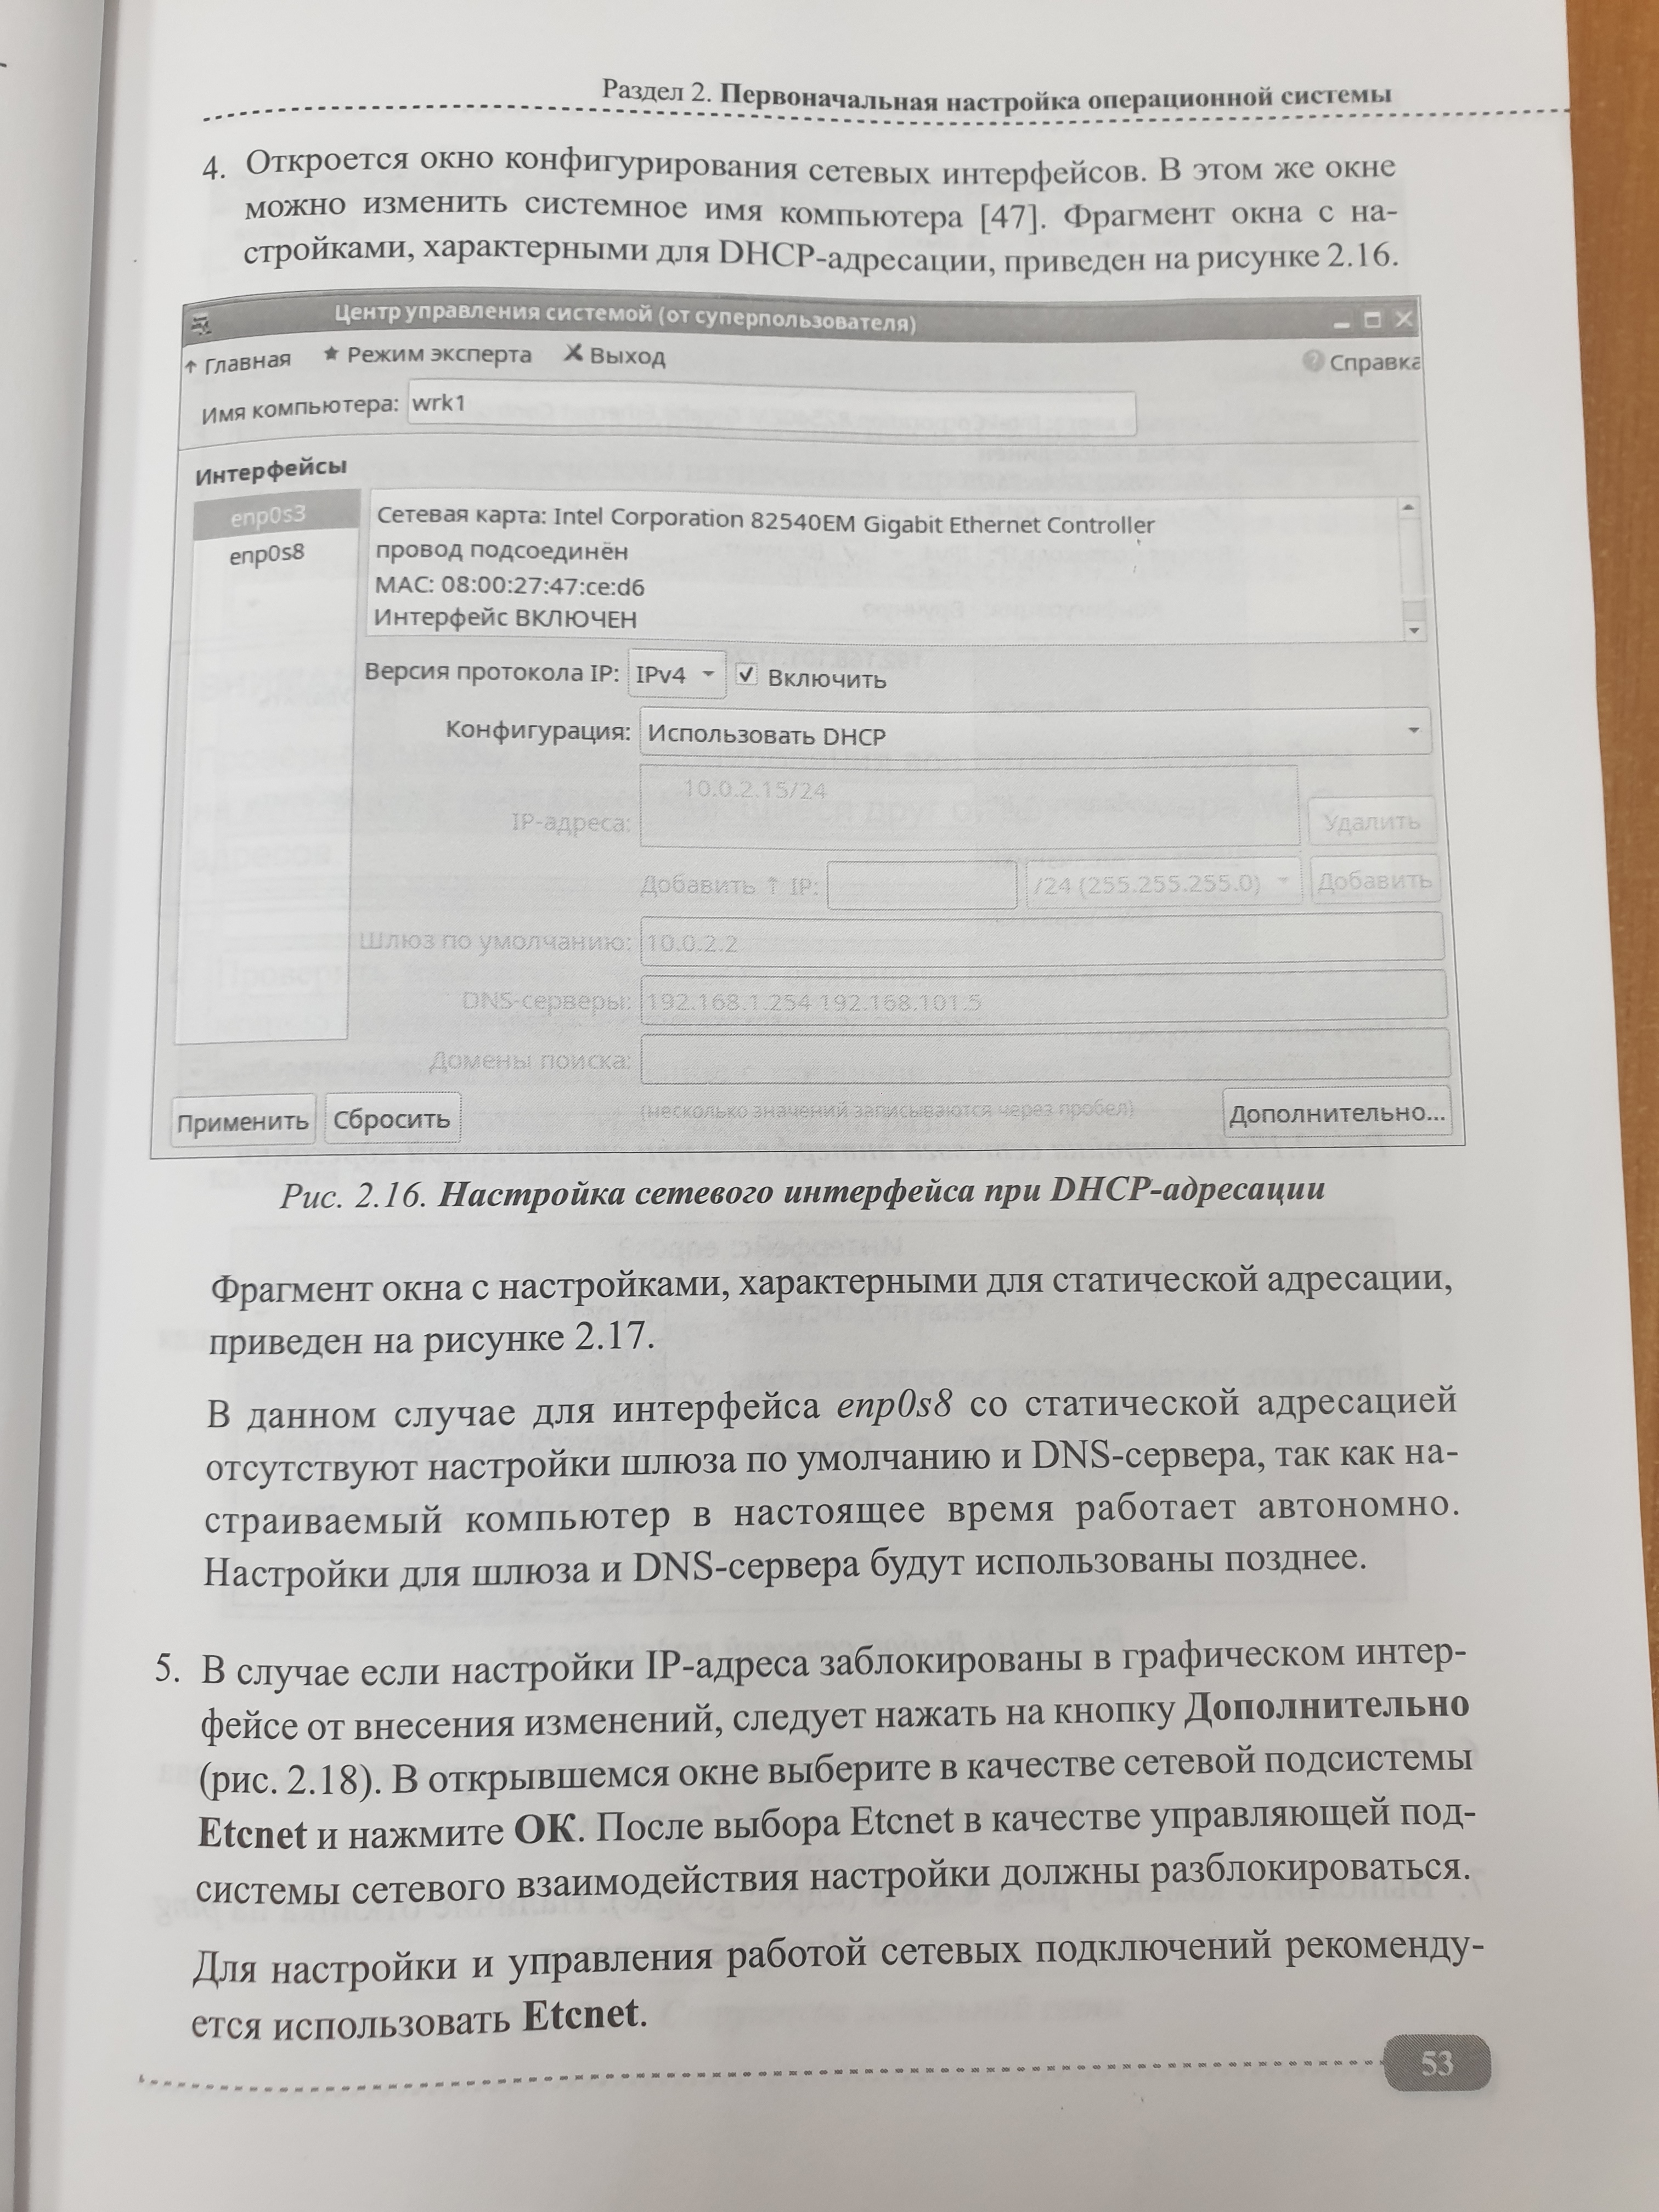 Раздел 2. Первоначальная настройка операционной системы
4. Откроется окно конфигурирования сетевых интерфейсов. В этом же окне
можно изменить системное имя компьютера [47]. Фрагмент окна с на-
стройками, характерными для DHCP-адресации, приведен на рисунке 2.16.
Центр управления системой (от суперпользователя)
Главная Режим эксперта Выход Справка
Имя компьютера: wrk1
Интерфейсы
enp0s3
enp0s8
Сетевая карта: Intel Corporation 82540EM Gigabit Ethernet Controller
провод подсоединён
MAC: 08:00:27:47:ce:d6
Интерфейс ВКЛЮЧЕН
Версия протокола IP: IPv4 Включить
Конфигурация: Использовать DHCP
10.0.2.15/24
IP-адреса: Удалить
Добавить ↑ IP: /24 (255.255.255.0) Добавить
Шлюз по умолчанию: 10.0.2.2
DNS-серверы: 192.168.1.254 192.168.101.5
Домены поиска:
(несколько значений записываются через пробел)
Применить Сбросить Дополнительно...
Рис. 2.16. Настройка сетевого интерфейса при DHCP-адресации
Фрагмент окна с настройками, характерными для статической адресации,
приведен на рисунке 2.17.
В данном случае для интерфейса enp0s8 со статической адресацией
отсутствуют настройки шлюза по умолчанию и DNS-сервера, так как на-
страиваемый компьютер в настоящее время работает автономно.
Настройки для шлюза и DNS-сервера будут использованы позднее.
5. В случае если настройки IP-адреса заблокированы в графическом интер-
фейсе от внесения изменений, следует нажать на кнопку Дополнительно
(рис. 2.18). В открывшемся окне выберите в качестве сетевой подсистемы
Etcnet и нажмите OK. После выбора Etcnet в качестве управляющей под-
системы сетевого взаимодействия настройки должны разблокироваться.
Для настройки и управления работой сетевых подключений рекоменду-
ется использовать Etcnet.
53